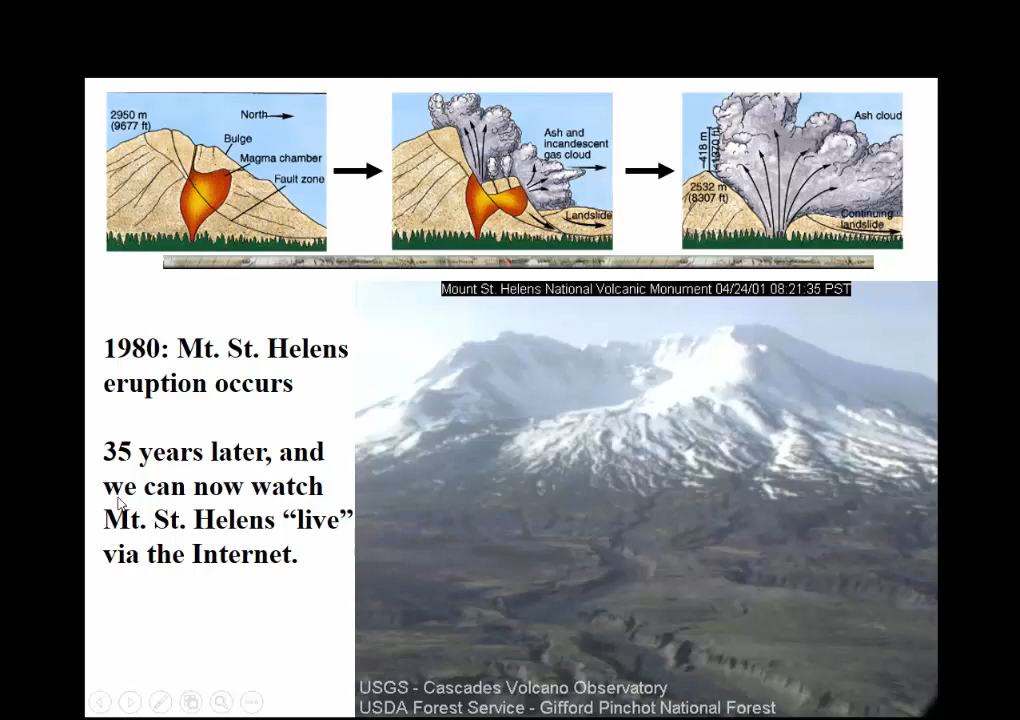 2950 m
(9677 ft)
North
Bulge
Magma chamber
Fault zone
Ash and
incandescent
gas cloud
Landslide
Ash cloud
418 m
1370 ft
2532 m
(8307 ft)
Continuing
landslide
Mount St. Helens National Volcanic Monument 04/24/01 08:21:35 PST
1980: Mt. St. Helens
eruption occurs
35 years later, and
we can now watch
Mt. St. Helens “live”
via the Internet.
USGS - Cascades Volcano Observatory
USDA Forest Service - Gifford Pinchot National Forest